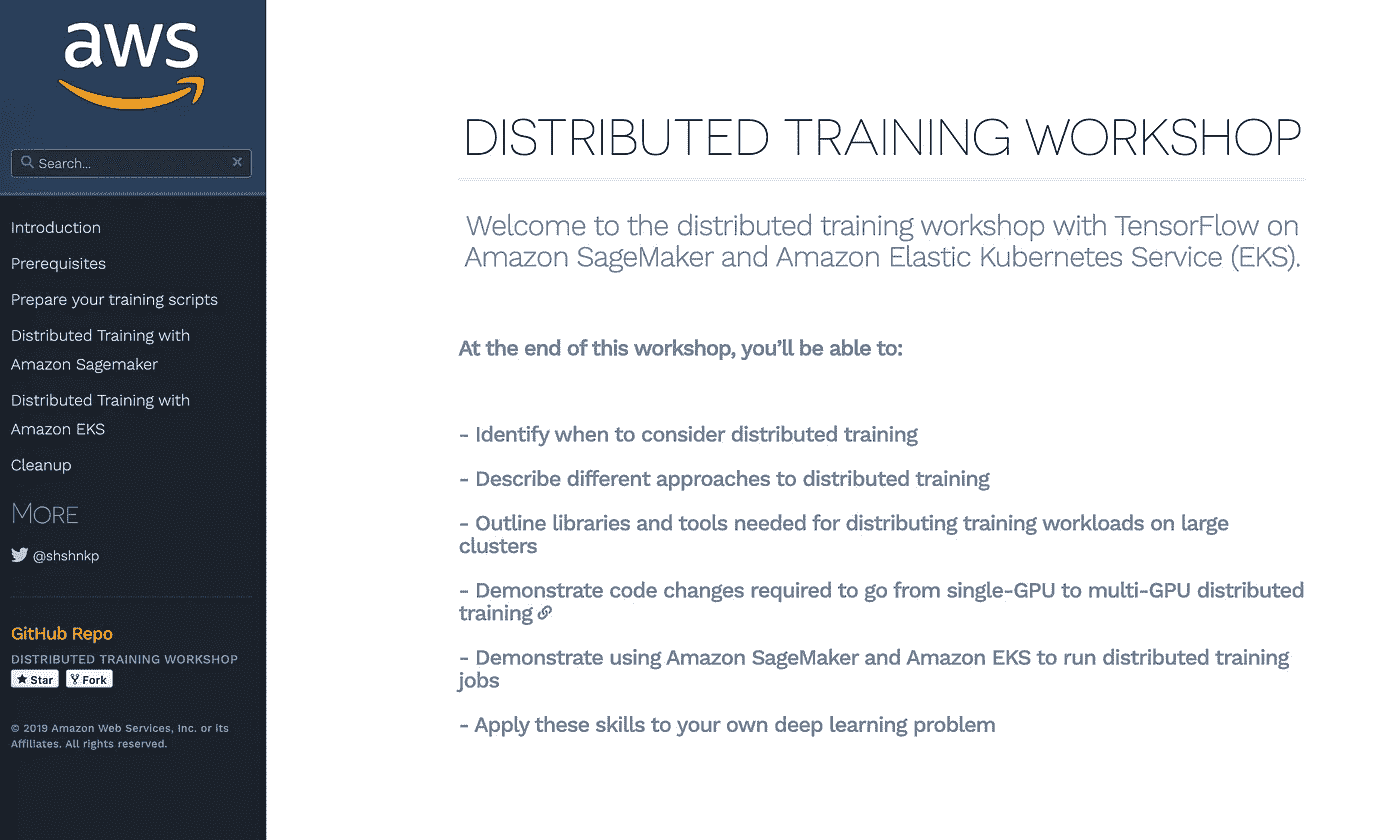 aws
Search...
Introduction
Prerequisites
Prepare your training scripts
Distributed Training with
Amazon Sagemaker
Distributed Training with
Amazon EKS
Cleanup
MORE
@shshnkp
GitHub Repo
DISTRIBUTED TRAINING WORKSHOP
Star Fork
© 2019 Amazon Web Services, Inc. or its
Affiliates. All rights reserved.
DISTRIBUTED TRAINING WORKSHOP
Welcome to the distributed training workshop with TensorFlow on
Amazon SageMaker and Amazon Elastic Kubernetes Service (EKS).
At the end of this workshop, you’ll be able to:
- Identify when to consider distributed training
- Describe different approaches to distributed training
- Outline libraries and tools needed for distributing training workloads on large
clusters
- Demonstrate code changes required to go from single-GPU to multi-GPU distributed
training
- Demonstrate using Amazon SageMaker and Amazon EKS to run distributed training
jobs
- Apply these skills to your own deep learning problem